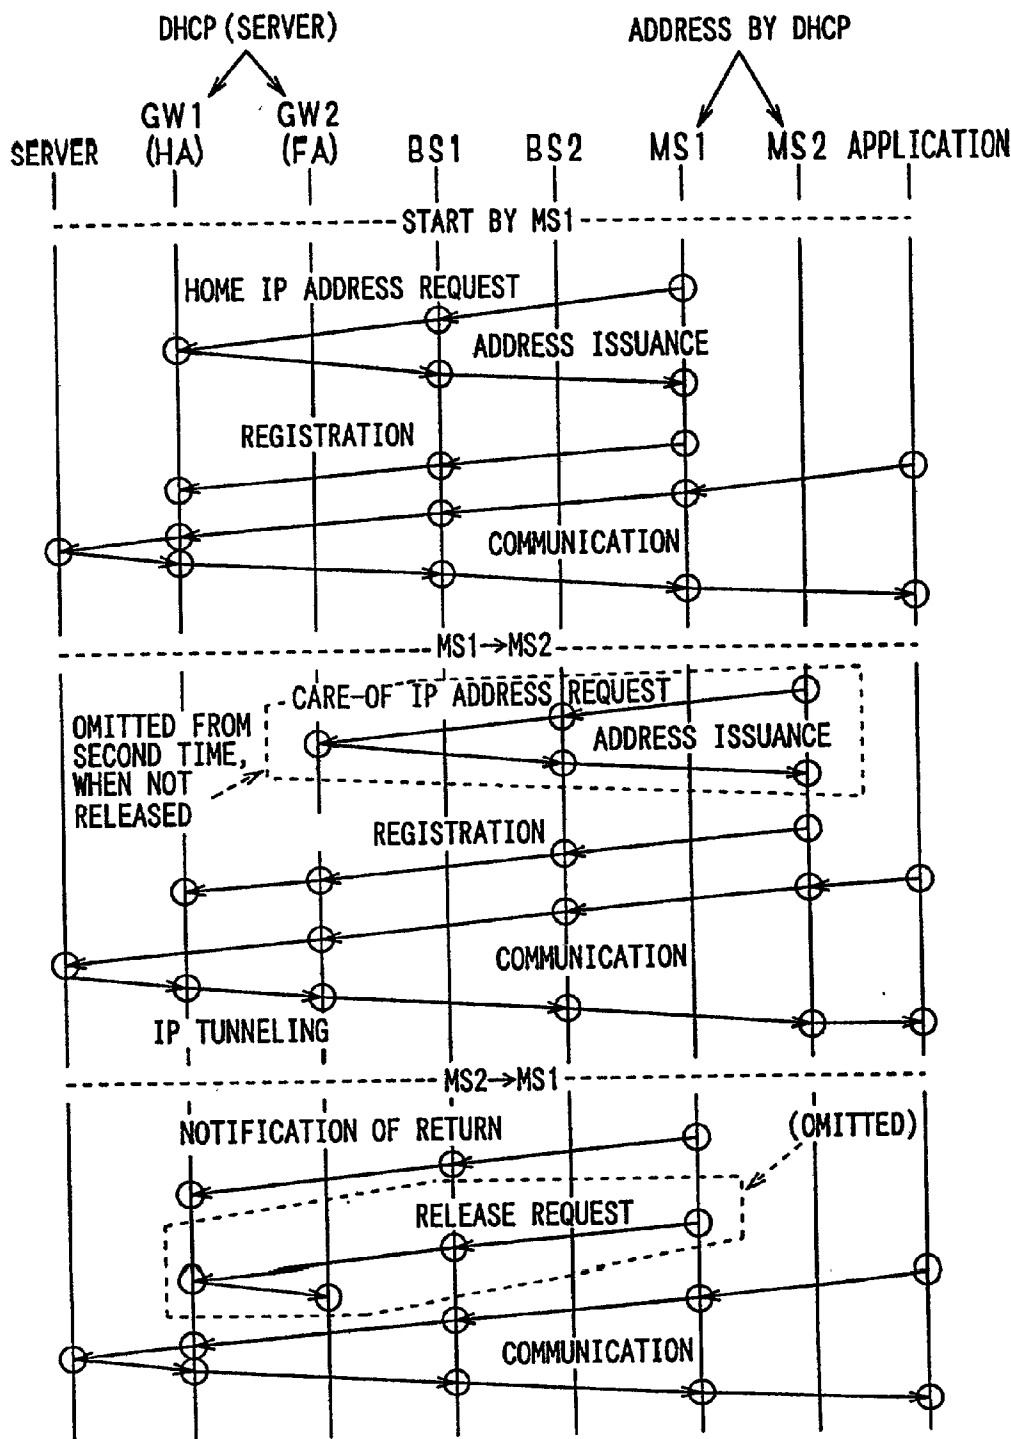 DHCP (SERVER)
ADDRESS BY DHCP
SERVER
GW1
(HA)
GW2
(FA)
BS1
BS2
MS1
MS2
APPLICATION
START BY MS1
HOME IP ADDRESS REQUEST
ADDRESS ISSUANCE
REGISTRATION
COMMUNICATION
MS1→MS2
CARE-OF IP ADDRESS REQUEST
OMITTED FROM
SECOND TIME,
WHEN NOT
RELEASED
ADDRESS ISSUANCE
REGISTRATION
COMMUNICATION
IP TUNNELING
MS2→MS1
NOTIFICATION OF RETURN
(OMITTED)
RELEASE REQUEST
COMMUNICATION